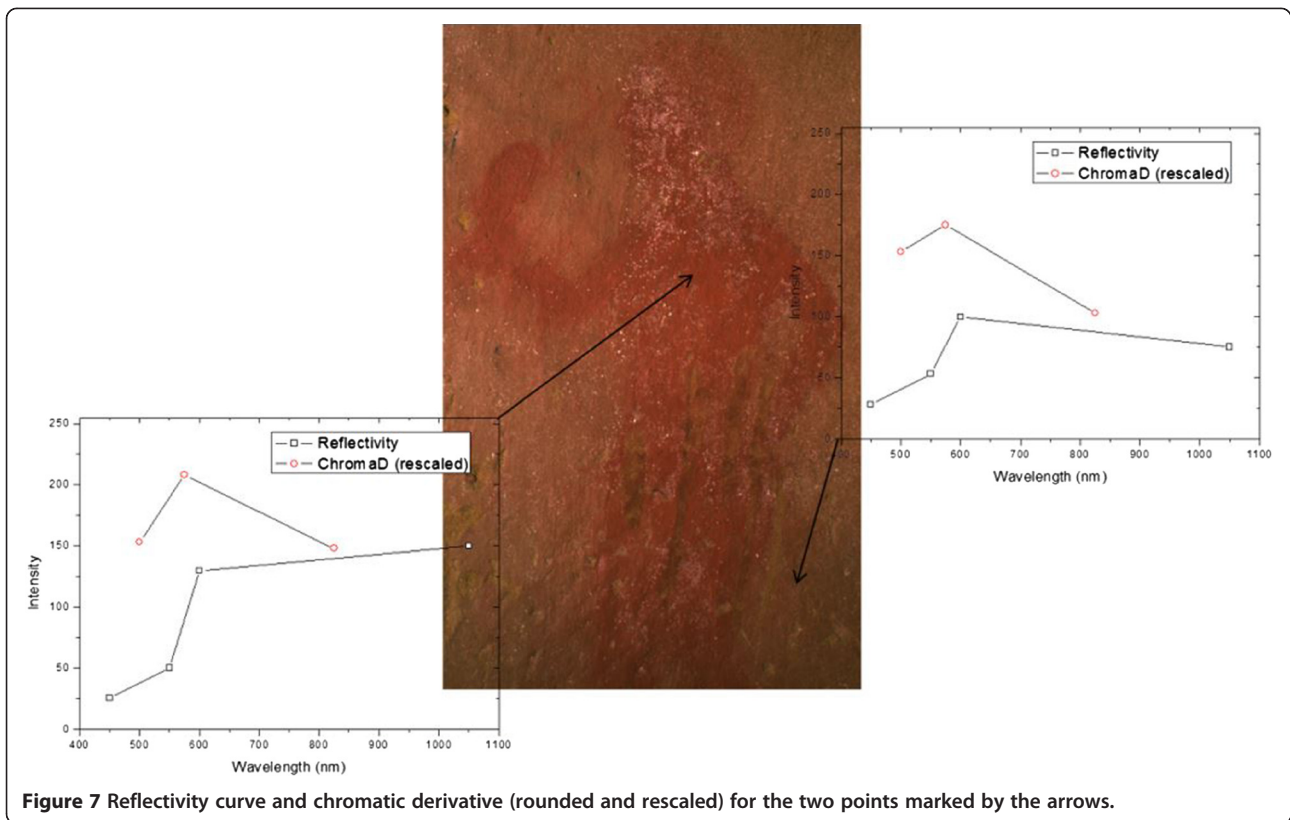 250
200
150
100
50
0
Intensity
Reflectivity
ChromaD (rescaled)
400 500 600 700 800 900 1000 1100
Wavelength (nm)
250
200
150
100
50
0
Intensity
Reflectivity
ChromaD (rescaled)
500 600 700 800 900 1000 1100
Wavelength (nm)
Figure 7 Reflectivity curve and chromatic derivative (rounded and rescaled) for the two points marked by the arrows.